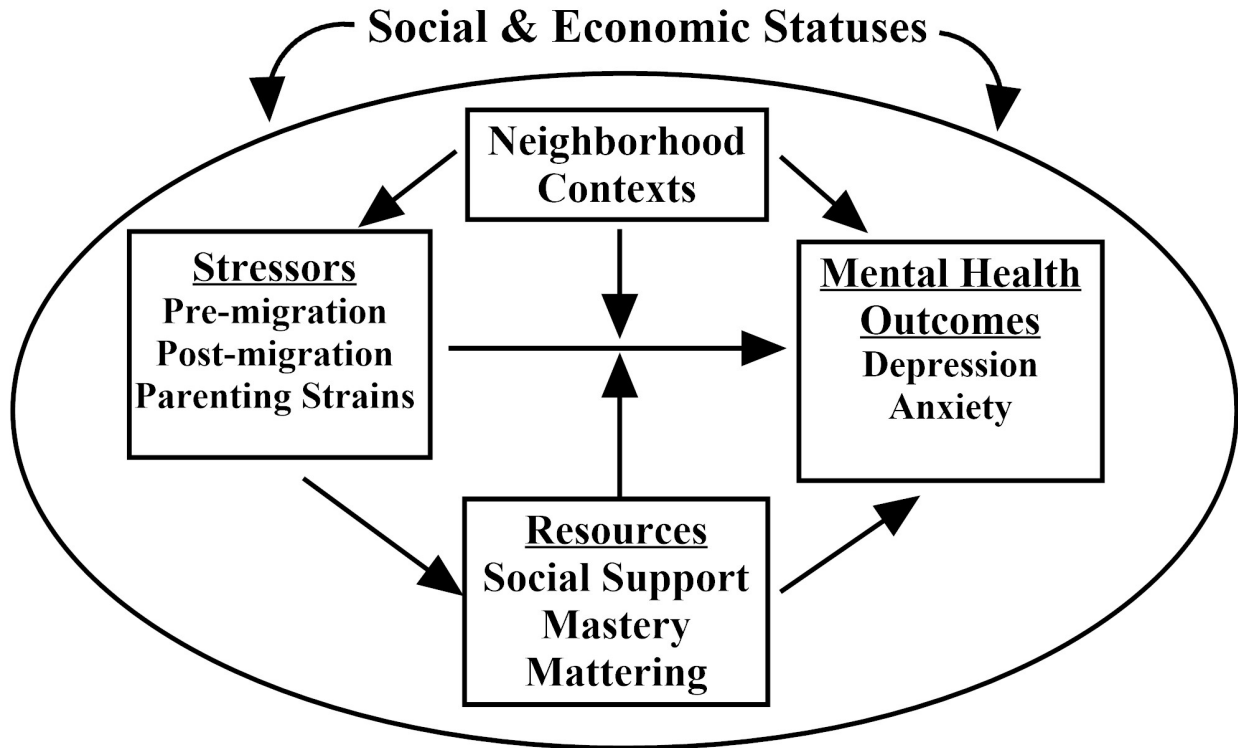 Social & Economic Statuses
Neighborhood
Contexts
Stressors
Pre-migration
Post-migration
Parenting Strains
Mental Health
Outcomes
Depression
Anxiety
Resources
Social Support
Mastery
Mattering